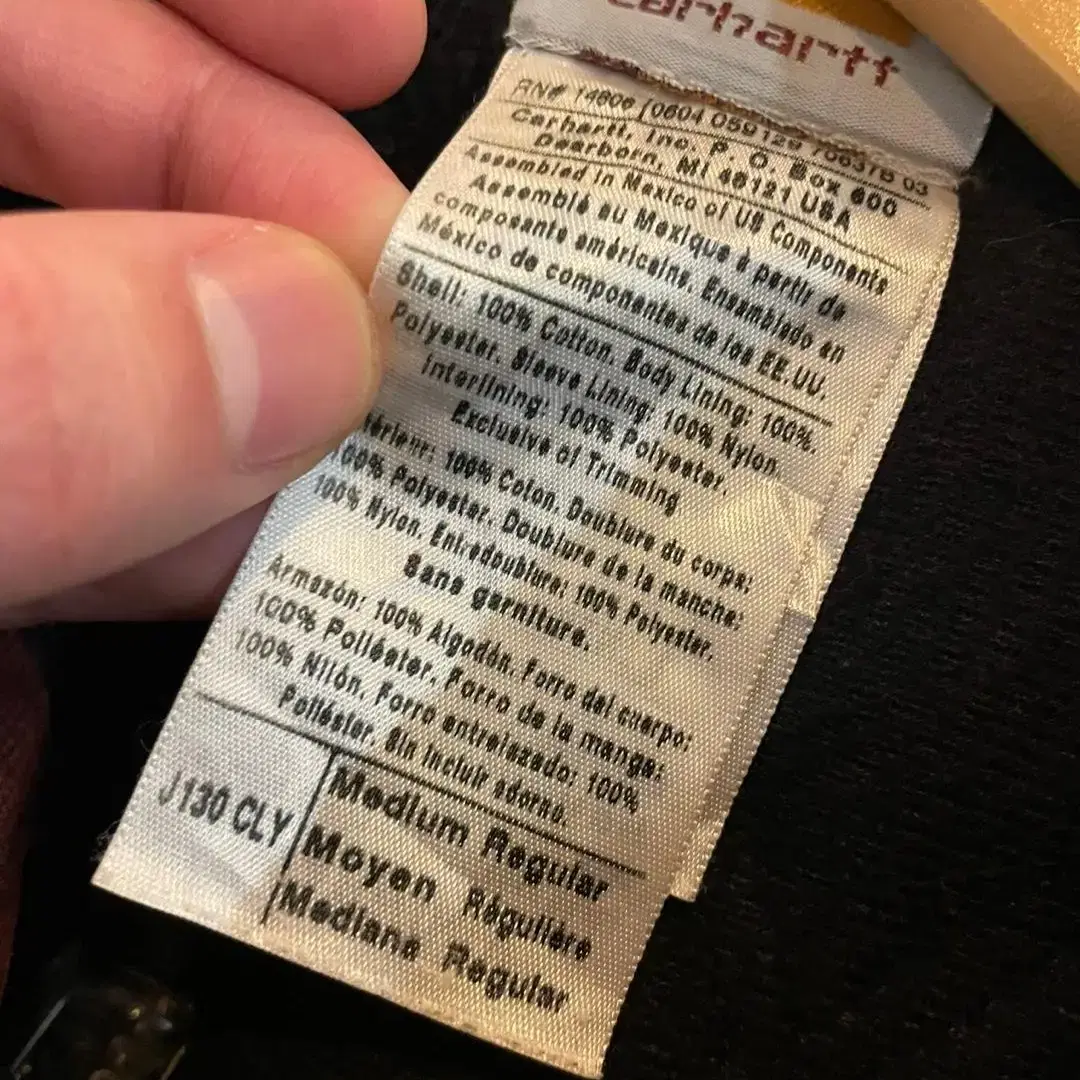 carhartt
RN# 14806 (0604 059129 70637B 03
Carhartt, Inc. P. O. Box 600
Dearborn, MI 48121 USA
Assembled in Mexico of US Components
Assemblé au Mexique à partir de
composants américains. Ensamblado en
México de componentes de los EE.UU.
Shell: 100% Cotton. Body Lining: 100%
Polyester. Sleeve Lining: 100% Nylon.
Interlining: 100% Polyester.
Exclusive of Trimming
térieur: 100% Coton. Doublure du corps:
100% Polyester. Doublure de la manche:
100% Nylon. Entredoublure: 100% Polyester.
Sans garniture.
Armazón: 100% Algodón. Forro del cuerpo:
100% Poliéster. Forro de la manga:
100% Nilón. Forro entrelazado: 100%
Poliéster. Sin incluir adorno.
J130 CLY
Medium Regular
Moyen Régulière
Mediana Regular